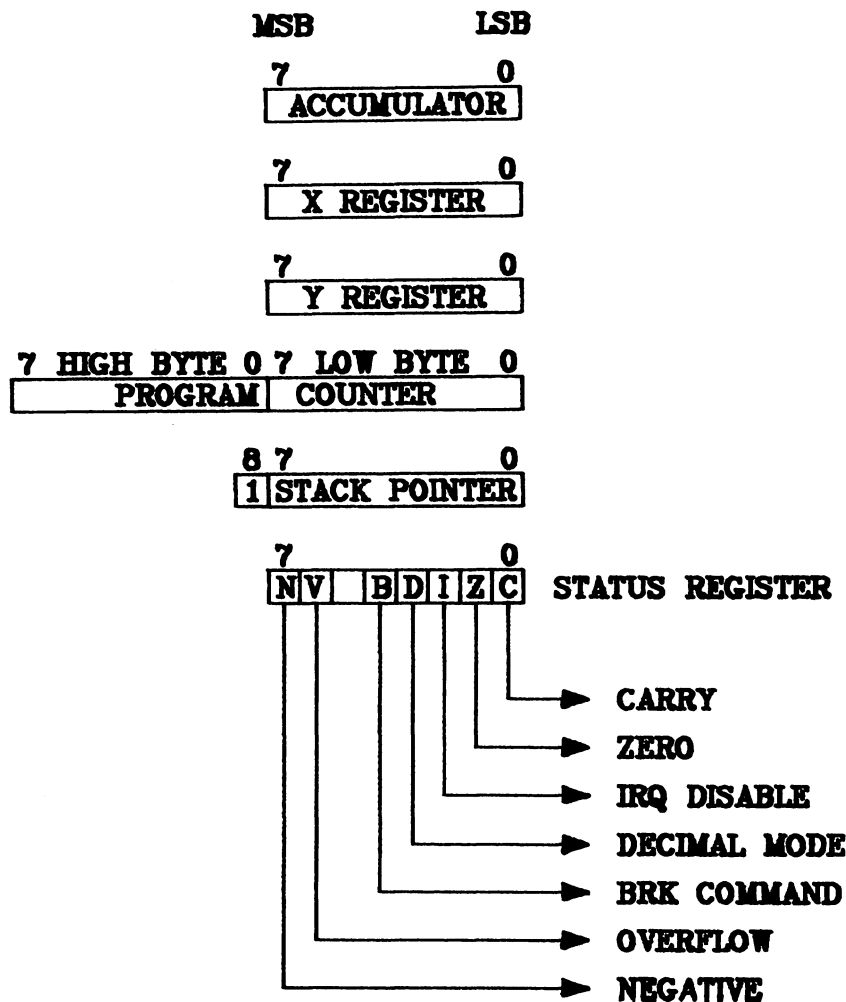 MSB LSB
7 0
ACCUMULATOR
7 0
X REGISTER
7 0
Y REGISTER
7 HIGH BYTE 0 7 LOW BYTE 0
PROGRAM COUNTER
8 7 0
1 STACK POINTER
7 0
N V B D I Z C STATUS REGISTER
CARRY
ZERO
IRQ DISABLE
DECIMAL MODE
BRK COMMAND
OVERFLOW
NEGATIVE